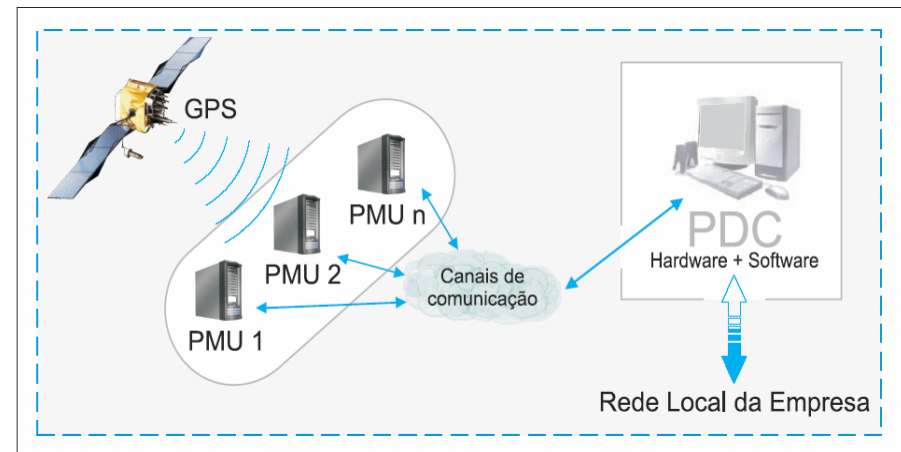 GPS
PMU n
PMU 2
PMU 1
Canais de
comunicação
PDC
Hardware + Software
Rede Local da Empresa